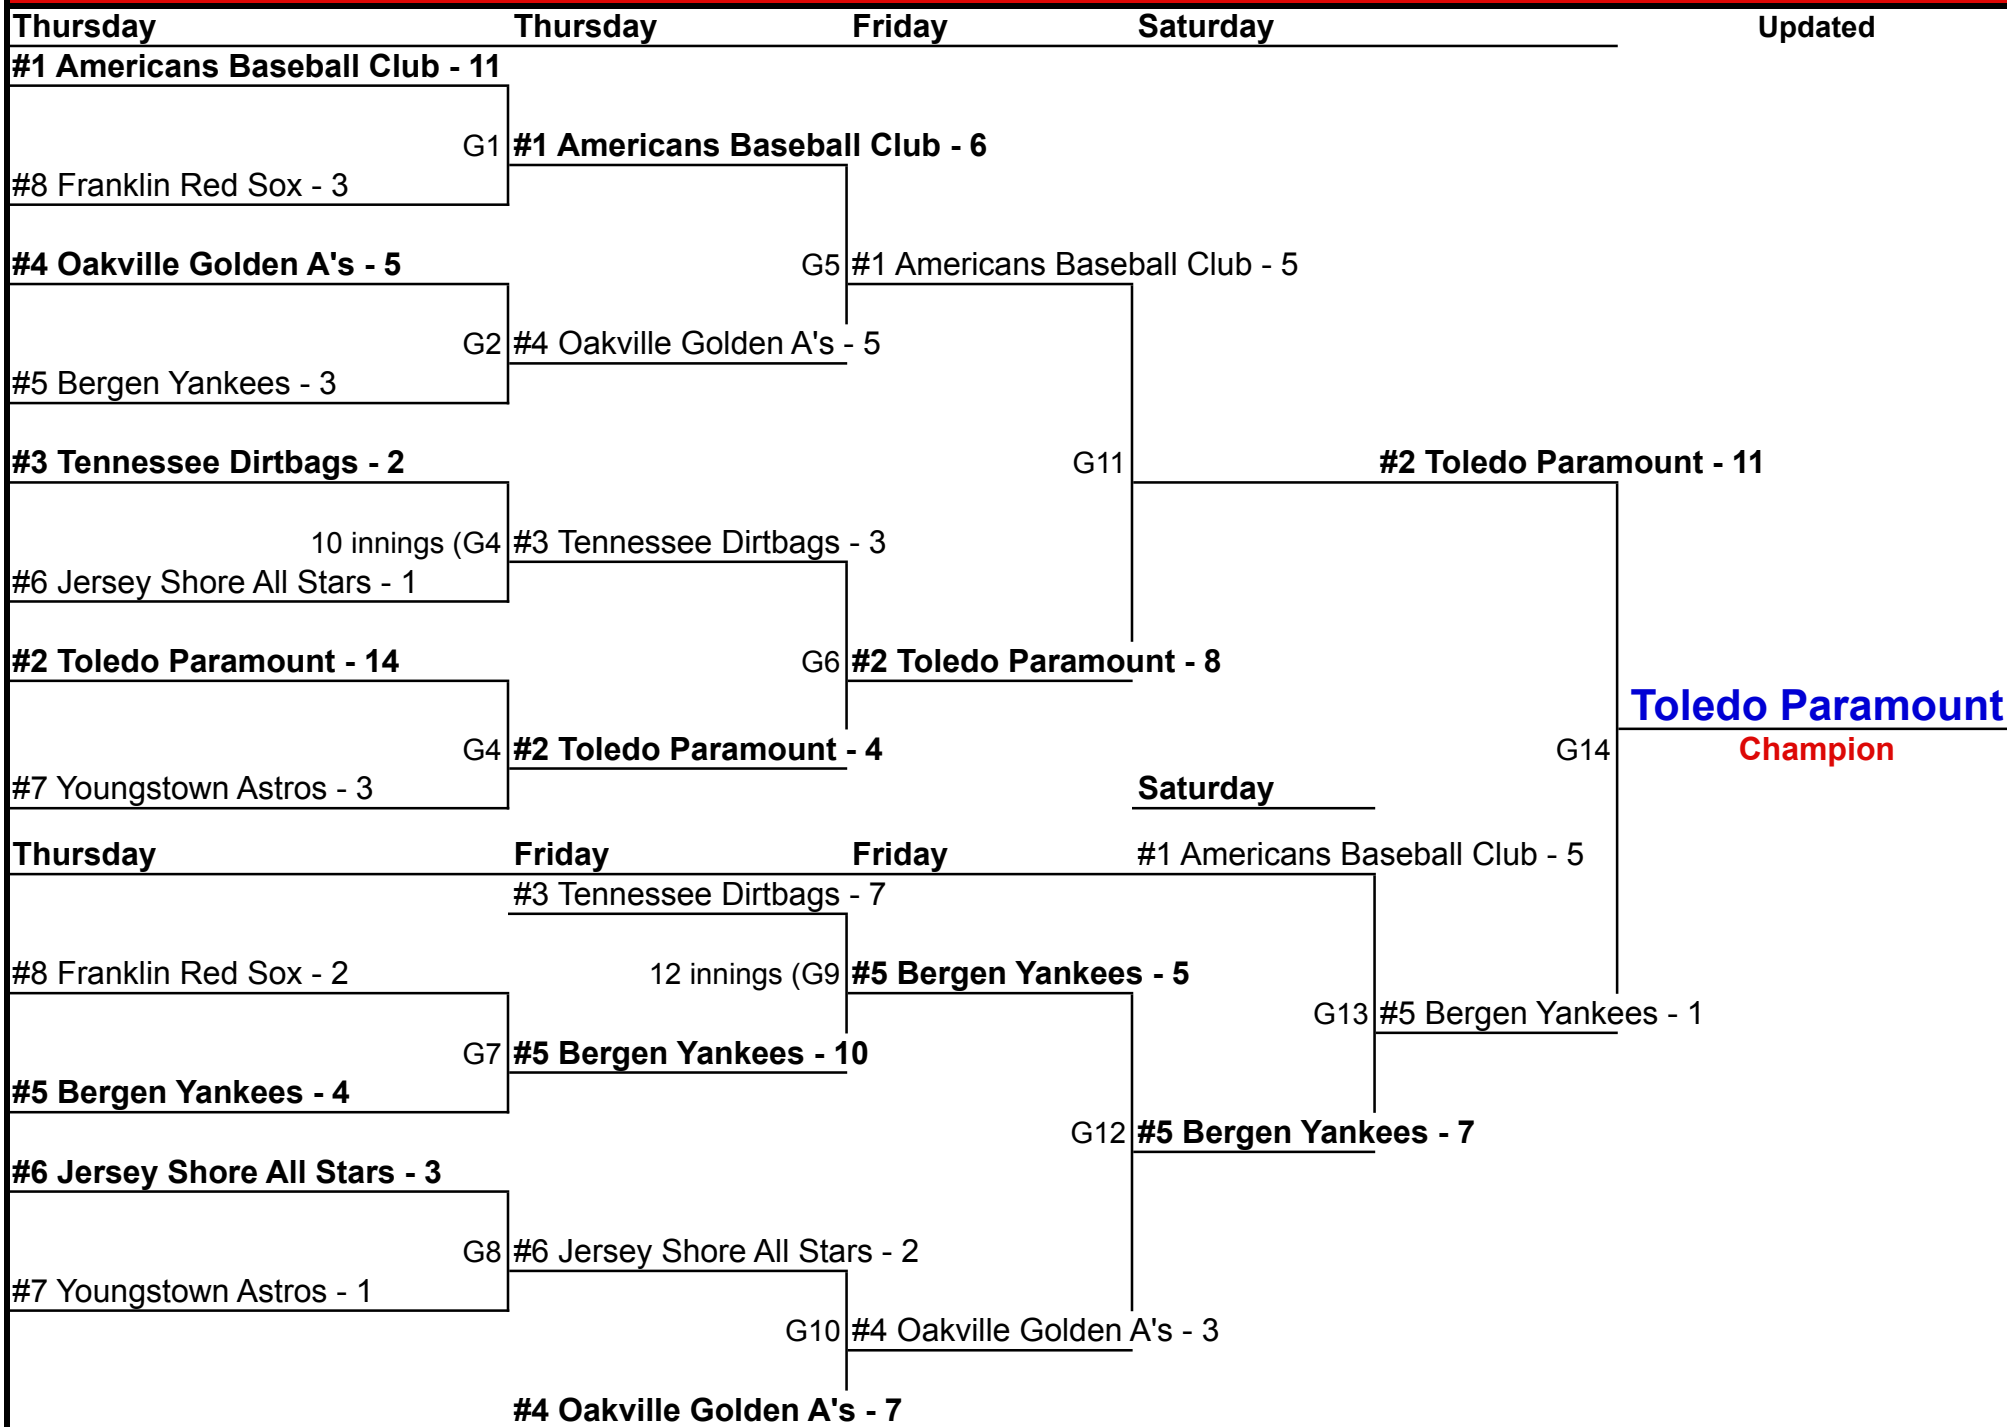 Thursday Thursday Friday Saturday Updated
#1 Americans Baseball Club - 11
G1 #1 Americans Baseball Club - 6
#8 Franklin Red Sox - 3
#4 Oakville Golden A's - 5 G5 #1 Americans Baseball Club - 5
G2 #4 Oakville Golden A's - 5
#5 Bergen Yankees - 3
#3 Tennessee Dirtbags - 2 G11 #2 Toledo Paramount - 11
10 innings (G4 #3 Tennessee Dirtbags - 3
#6 Jersey Shore All Stars - 1
#2 Toledo Paramount - 14 G6 #2 Toledo Paramount - 8
Toledo Paramount
G4 #2 Toledo Paramount - 4 G14 Champion
#7 Youngstown Astros - 3 Saturday
Thursday Friday Friday #1 Americans Baseball Club - 5
#3 Tennessee Dirtbags - 7
#8 Franklin Red Sox - 2 12 innings (G9 #5 Bergen Yankees - 5
G13 #5 Bergen Yankees - 1
G7 #5 Bergen Yankees - 10
#5 Bergen Yankees - 4
G12 #5 Bergen Yankees - 7
#6 Jersey Shore All Stars - 3
G8 #6 Jersey Shore All Stars - 2
#7 Youngstown Astros - 1
G10 #4 Oakville Golden A's - 3
#4 Oakville Golden A's - 7